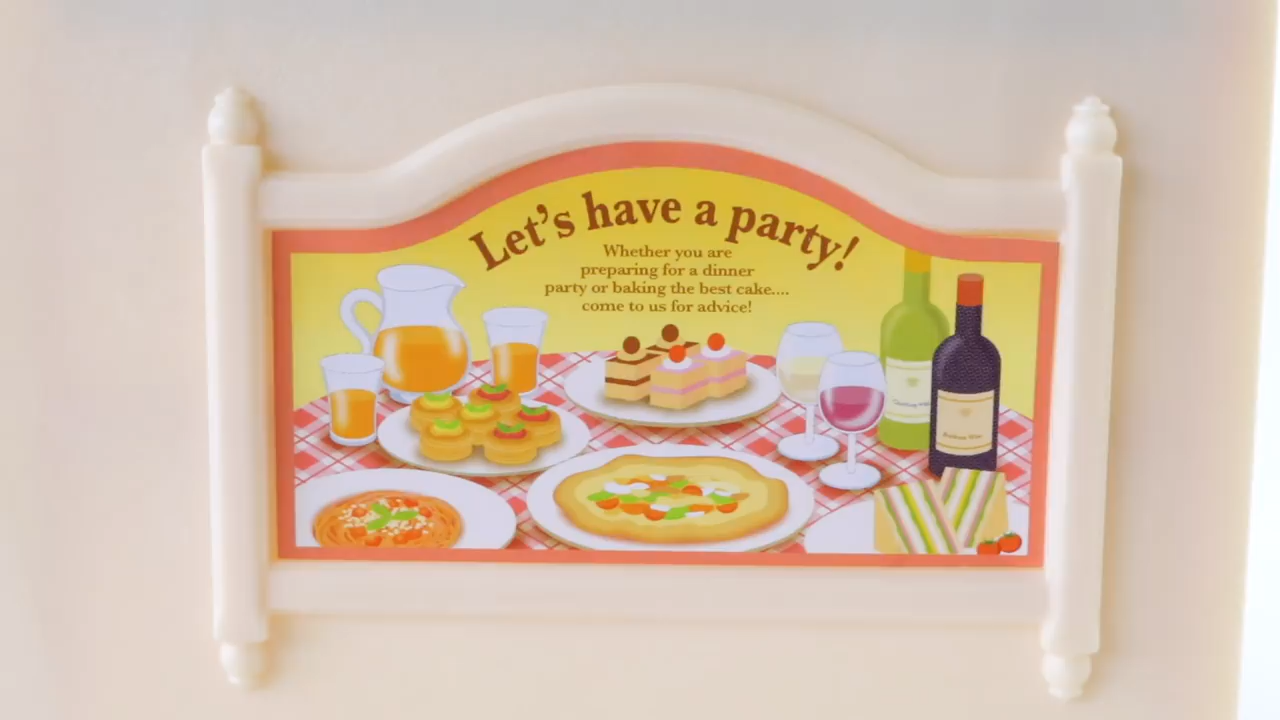 Let's have a party!
Whether you are
preparing for a dinner
party or baking the best cake....
come to us for advice!